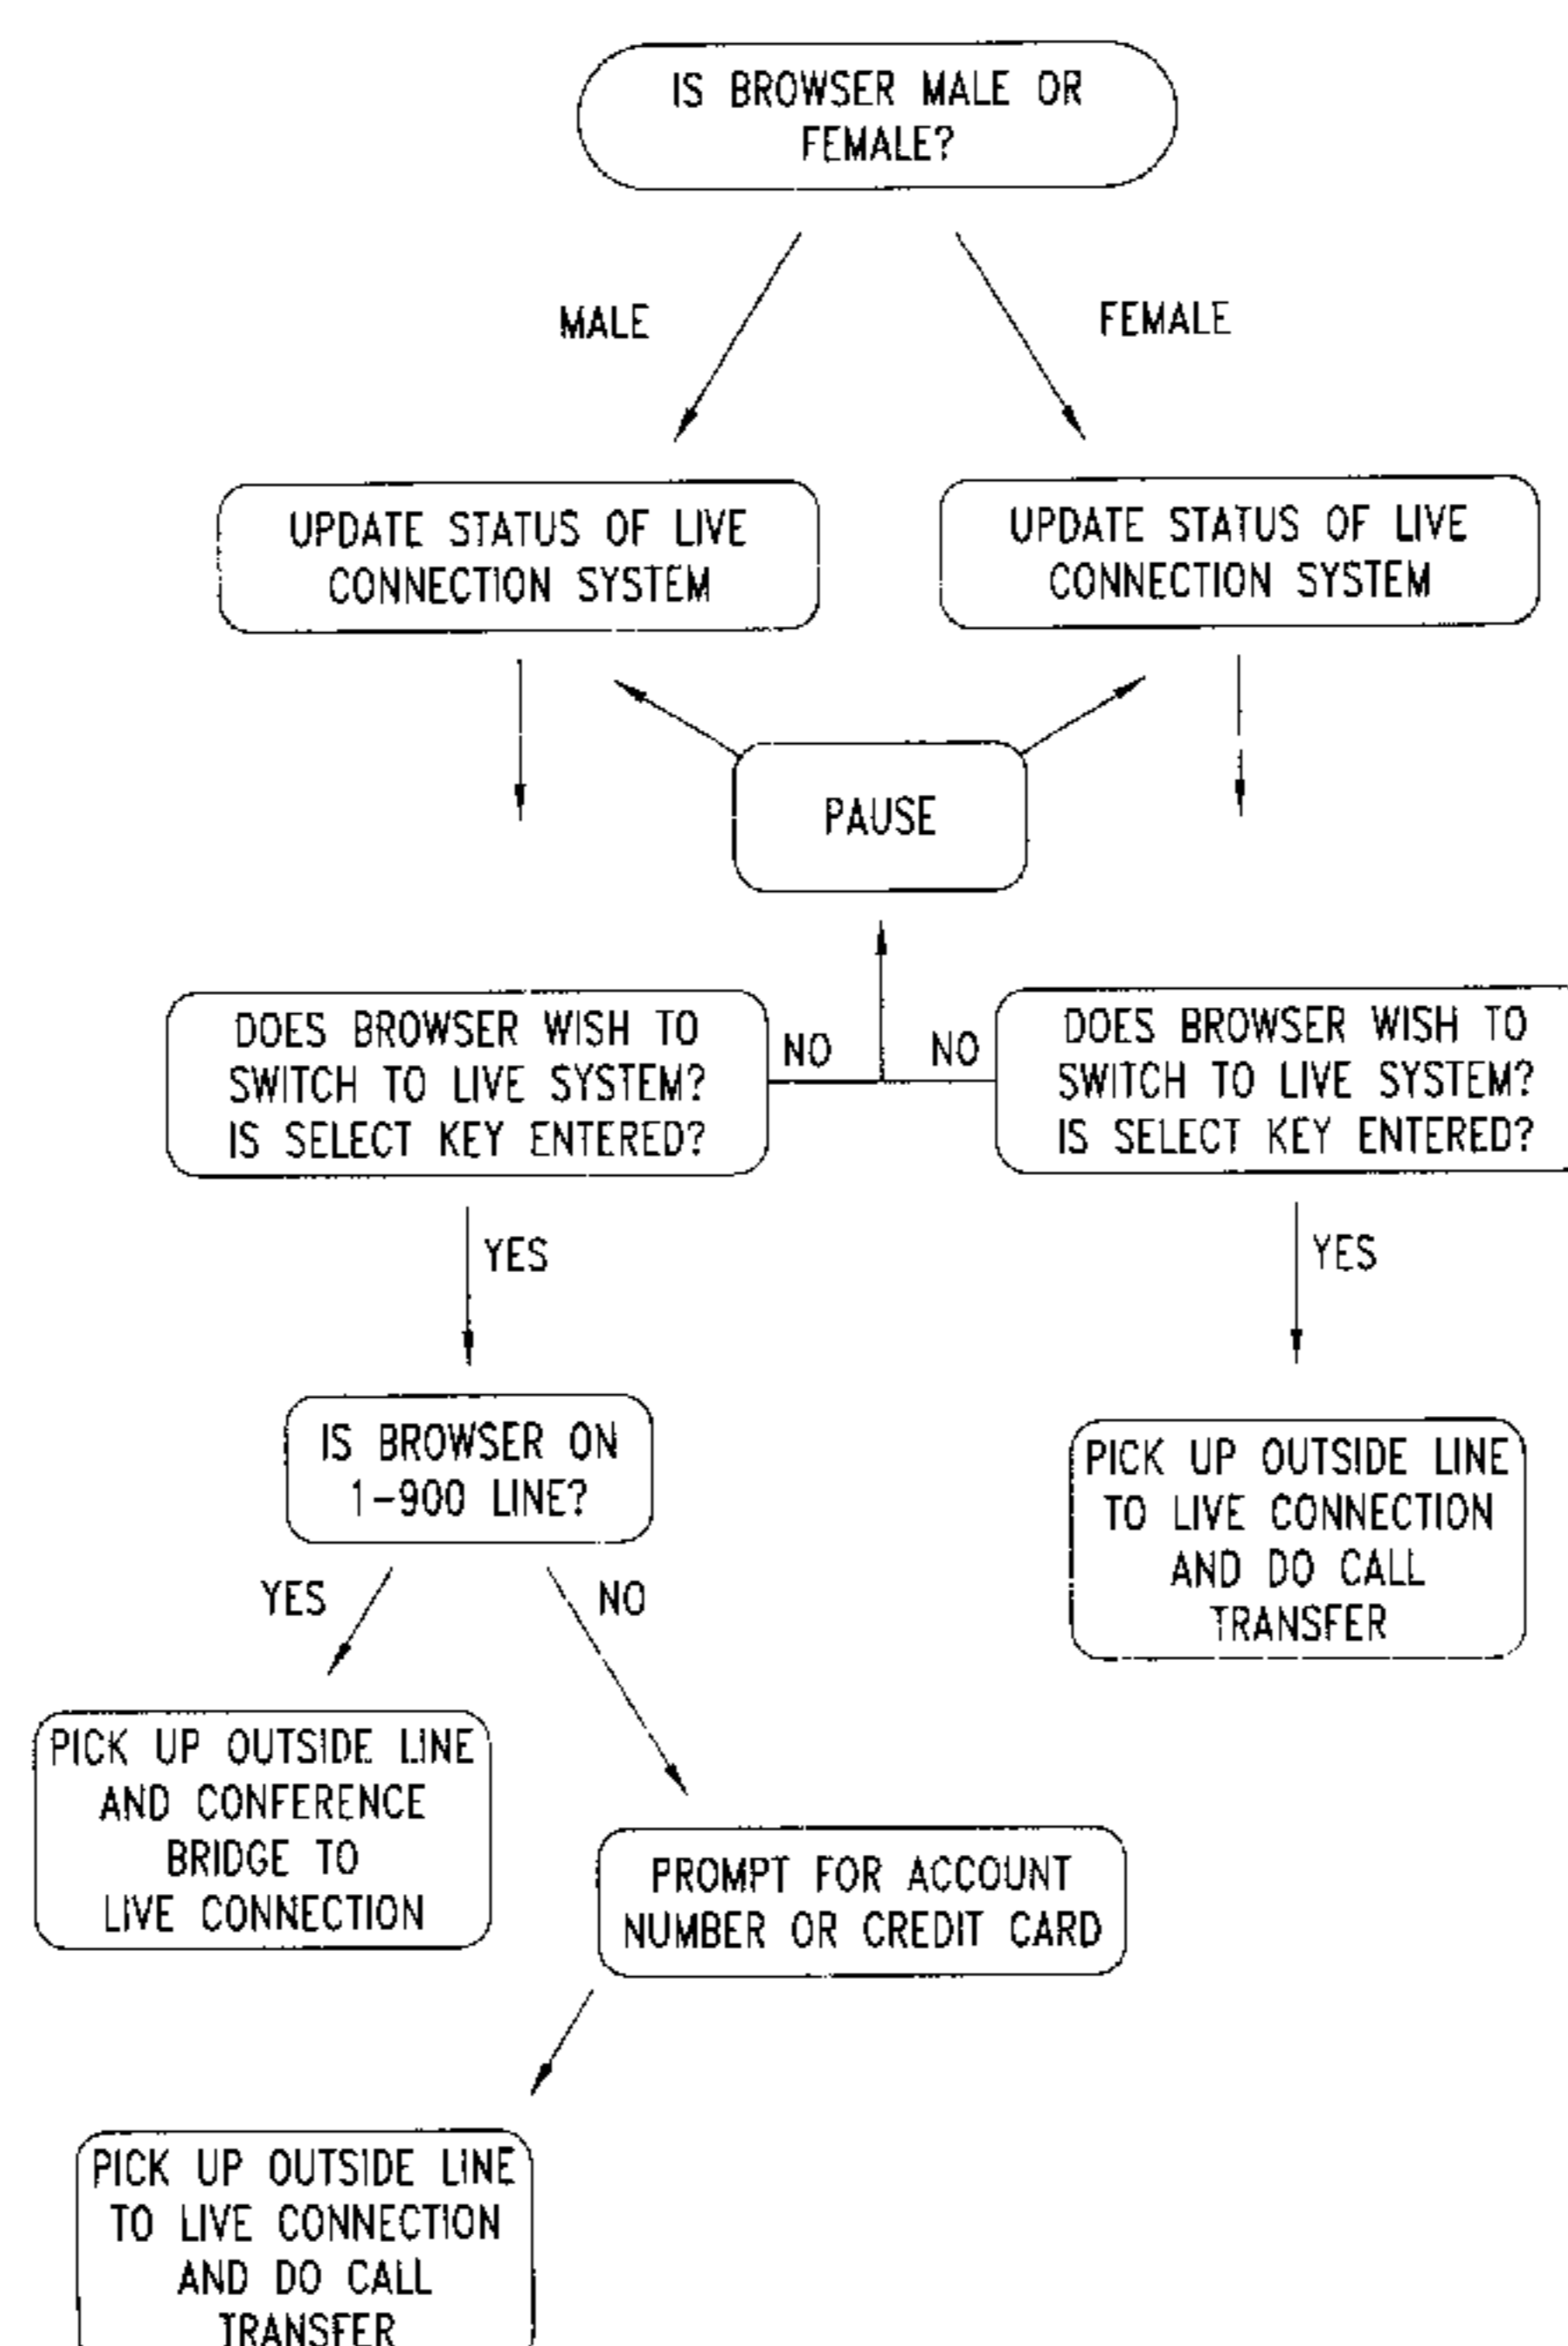 IS BROWSER MALE OR
FEMALE?
MALE
FEMALE
UPDATE STATUS OF LIVE
CONNECTION SYSTEM
UPDATE STATUS OF LIVE
CONNECTION SYSTEM
PAUSE
DOES BROWSER WISH TO
SWITCH TO LIVE SYSTEM?
IS SELECT KEY ENTERED?
NO
NO
DOES BROWSER WISH TO
SWITCH TO LIVE SYSTEM?
IS SELECT KEY ENTERED?
YES
YES
IS BROWSER ON
1-900 LINE?
PICK UP OUTSIDE LINE
TO LIVE CONNECTION
AND DO CALL
TRANSFER
YES
NO
PICK UP OUTSIDE LINE
AND CONFERENCE
BRIDGE TO
LIVE CONNECTION
PROMPT FOR ACCOUNT
NUMBER OR CREDIT CARD
PICK UP OUTSIDE LINE
TO LIVE CONNECTION
AND DO CALL
TRANSFER